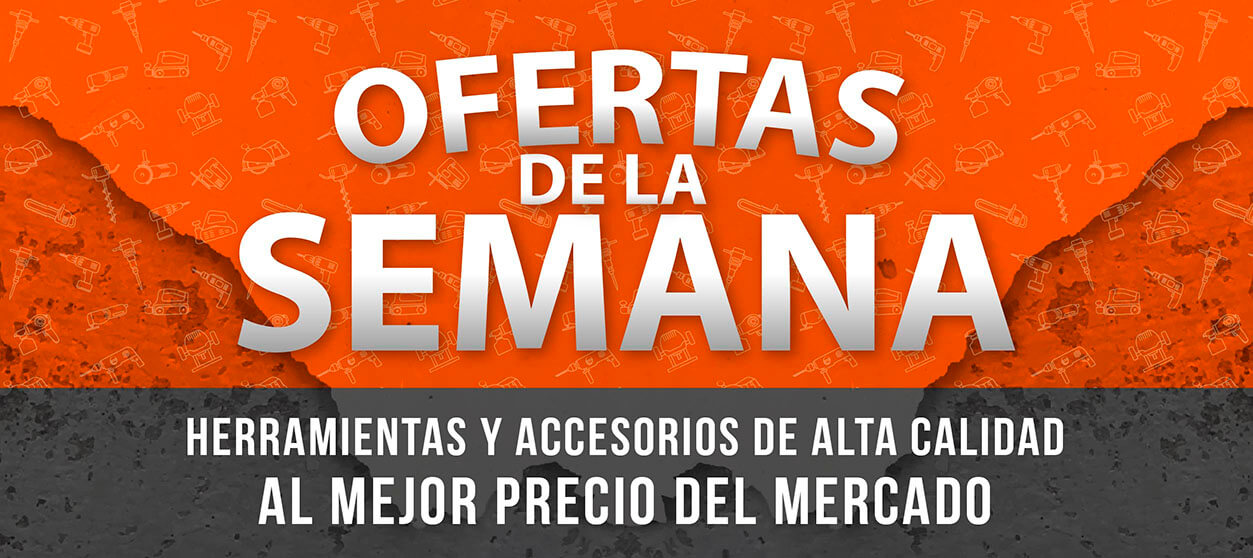 OFERTAS
DE LA
SEMANA
HERRAMIENTAS Y ACCESORIOS DE ALTA CALIDAD
AL MEJOR PRECIO DEL MERCADO